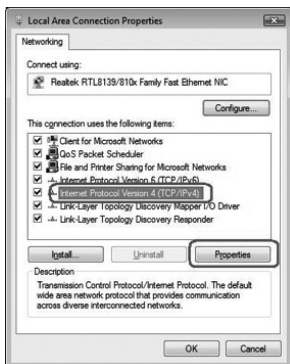 Local Area Connection Properties
Networking
Connect using:
Realtek RTL8139/810x Family Fast Ethernet NIC
Configure...
This connection uses the following items:
Client for Microsoft Networks
QoS Packet Scheduler
File and Printer Sharing for Microsoft Networks
Internet Protocol Version 6 (TCP/IPv6)
Internet Protocol Version 4 (TCP/IPv4)
Link-Layer Topology Discovery Mapper I/O Driver
Link-Layer Topology Discovery Responder
Install...
Uninstall
Properties
Description
Transmission Control Protocol/Internet Protocol. The default
wide area network protocol that provides communication
across diverse interconnected networks.
OK
Cancel